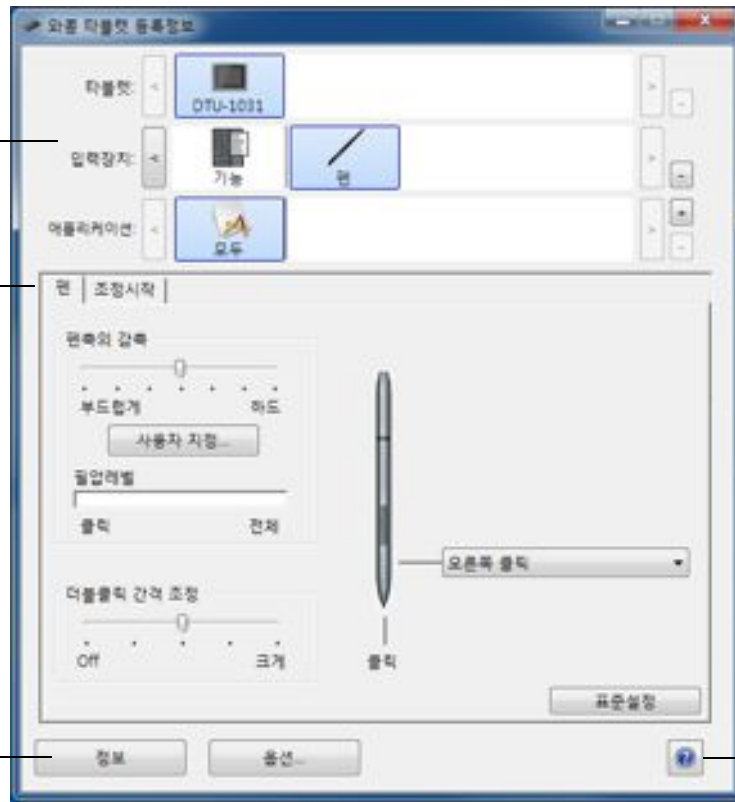 와콤 타블렛 등록정보
타블렛:
DTU-1031
입력장치:
기능
펜
애플리케이션:
모두
펜
조정시작
펜촉의 감촉
부드럽게
하드
사용자 지정...
필압레벨
클릭
전체
오른쪽 클릭
더블클릭 간격 조정
Off
크게
클릭
표준설정
정보
옵션...